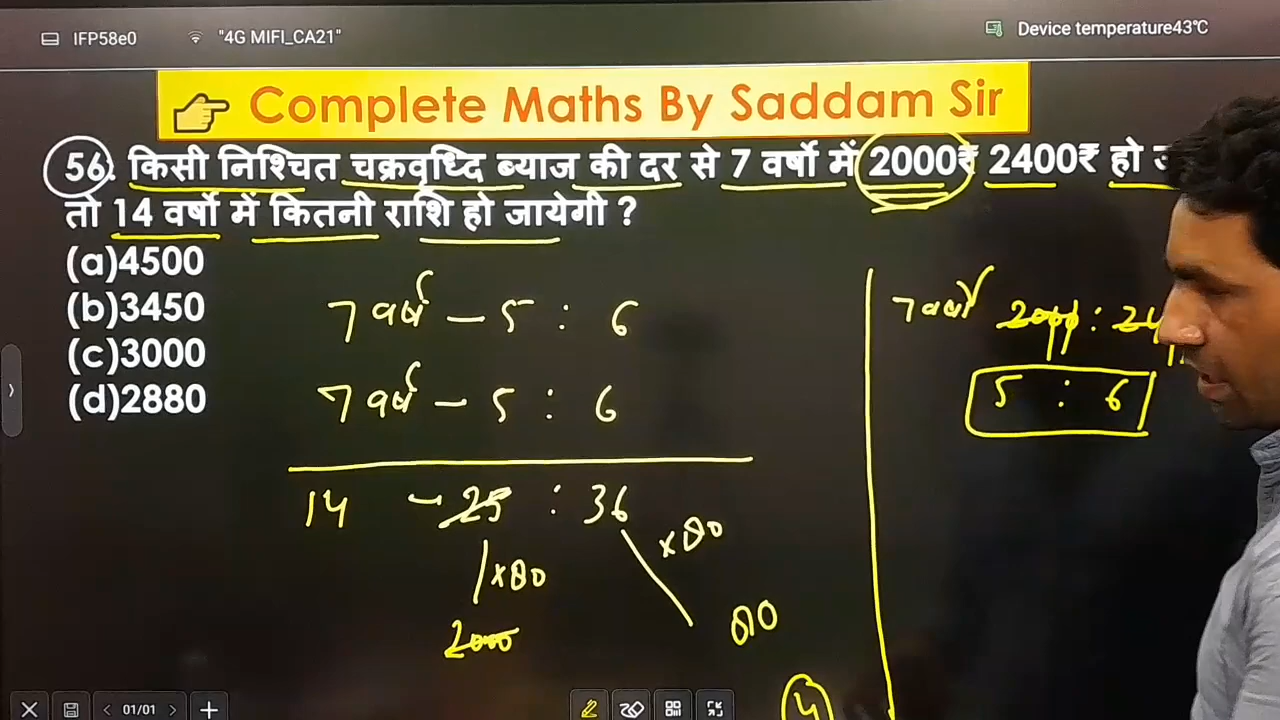 IFP58e0 "4G MIFI_CA21" Device temperature43℃
Complete Maths By Saddam Sir
56. किसी निश्चित चक्रवृध्दि ब्याज की दर से 7 वर्षो में 2000₹ 2400₹ हो
तो 14 वर्षो में कितनी राशि हो जायेगी ?
(a)4500
(b)3450
(c)3000
(d)2880
7 वर्ष – 5 : 6
7 वर्ष – 5 : 6
14 – 25 : 36
×80 ×80
2000
7 वर्ष 2000 :
5 : 6
01/01